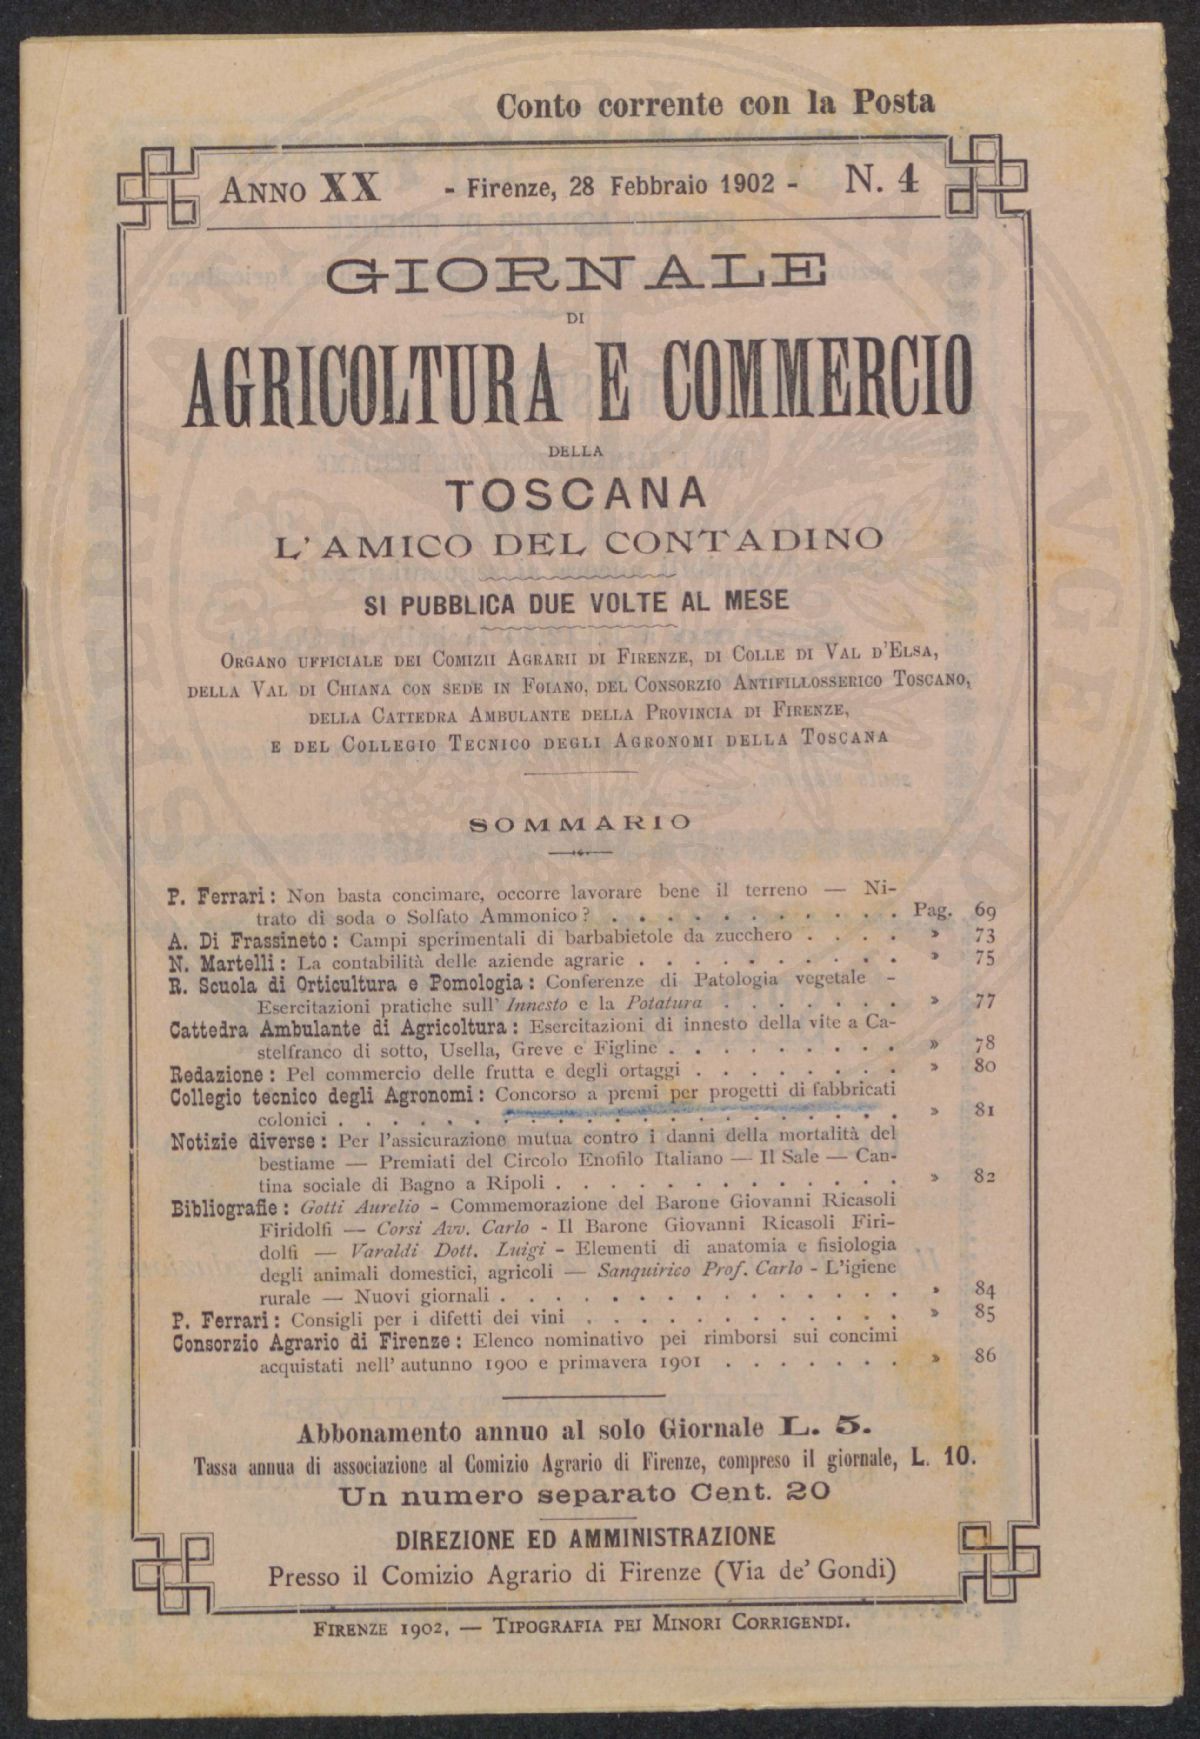 Conto corrente con la Posta
ANNO XX - Firenze, 28 Febbraio 1902 - N. 4
GIORNALE
DI
AGRICOLTURA E COMMERCIO
DELLA
TOSCANA
L'AMICO DEL CONTADINO
SI PUBBLICA DUE VOLTE AL MESE
ORGANO UFFICIALE DEI COMIZII AGRARII DI FIRENZE, DI COLLE DI VAL D'ELSA,
DELLA VAL DI CHIANA CON SEDE IN FOIANO, DEL CONSORZIO ANTIFILLOSSERICO TOSCANO,
DELLA CATTEDRA AMBULANTE DELLA PROVINCIA DI FIRENZE,
E DEL COLLEGIO TECNICO DEGLI AGRONOMI DELLA TOSCANA
SOMMARIO
P. Ferrari: Non basta concimare, occorre lavorare bene il terreno — Ni-
trato di soda o Solfato Ammonico? . . . . . . . . . . . . Pag. 69
A. Di Frassineto: Campi sperimentali di barbabietole da zucchero . . . . » 73
N. Martelli: La contabilità delle aziende agrarie . . . . . . . . . . » 75
R. Scuola di Orticultura e Pomologia: Conferenze di Patologia vegetale -
Esercitazioni pratiche sull' Innesto e la Potatura . . . . . . . » 77
Cattedra Ambulante di Agricoltura: Esercitazioni di innesto della vite a Ca-
stelfranco di sotto, Usella, Greve e Figline . . . . . . . . . » 78
Redazione: Pel commercio delle frutta e degli ortaggi . . . . . . . . » 80
Collegio tecnico degli Agronomi: Concorso a premi per progetti di fabbricati
colonici . . . . . . . . . . . . . . . . . . . . . » 81
Notizie diverse: Per l'assicurazione mutua contro i danni della mortalità del
bestiame — Premiati del Circolo Enofilo Italiano — Il Sale — Can-
tina sociale di Bagno a Ripoli . . . . . . . . . . . . . » 82
Bibliografie: Gotti Aurelio - Commemorazione del Barone Giovanni Ricasoli
Firidolfi — Corsi Avv. Carlo - Il Barone Giovanni Ricasoli Firi-
dolfi — Varaldi Dott. Luigi - Elementi di anatomia e fisiologia
degli animali domestici, agricoli — Sanquirico Prof. Carlo - L'igiene
rurale — Nuovi giornali . . . . . . . . . . . . . . . » 84
P. Ferrari: Consigli per i difetti dei vini . . . . . . . . . . . . » 85
Consorzio Agrario di Firenze: Elenco nominativo pei rimborsi sui concimi
acquistati nell' autunno 1900 e primavera 1901 . . . . . . . » 86
Abbonamento annuo al solo Giornale L. 5.
Tassa annua di associazione al Comizio Agrario di Firenze, compreso il giornale, L. 10.
Un numero separato Cent. 20
DIREZIONE ED AMMINISTRAZIONE
Presso il Comizio Agrario di Firenze (Via de' Gondi)
FIRENZE 1902, — TIPOGRAFIA PEI MINORI CORRIGENDI.